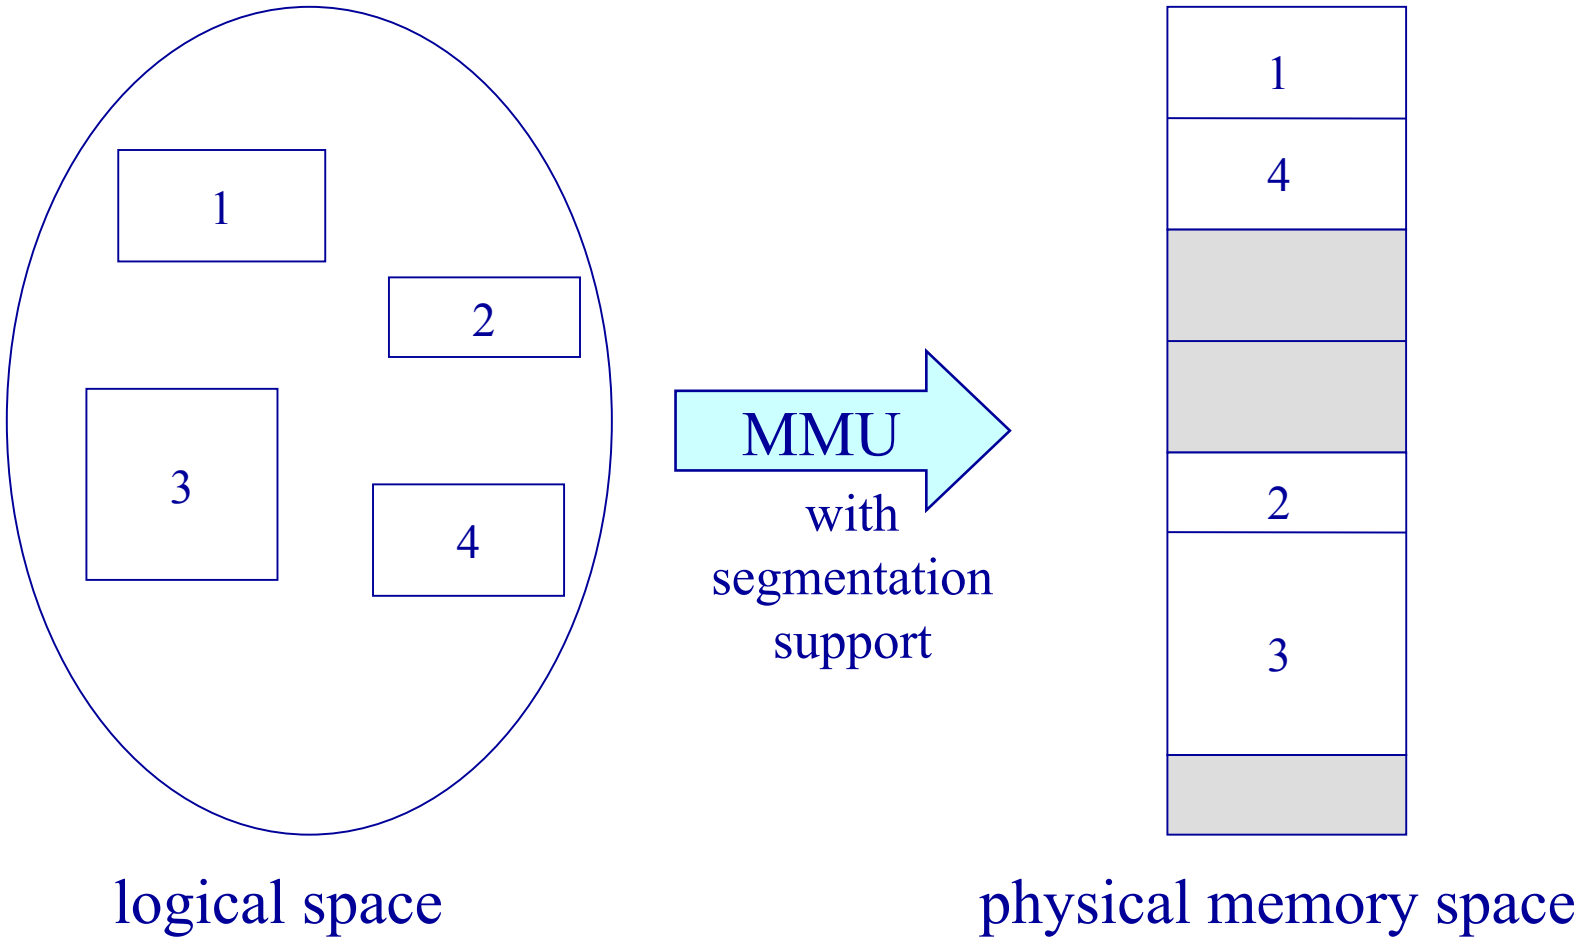 1
2
3
4
logical space
MMU
with
segmentation
support
1
4
2
3
physical memory space